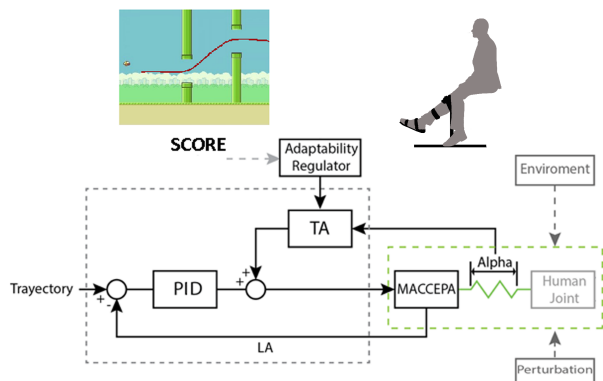 SCORE
Adaptability
Regulator
Enviroment
TA
Alpha
Trayectory
+
-
PID
+
+
MACCEPA
Human
Joint
LA
Perturbation